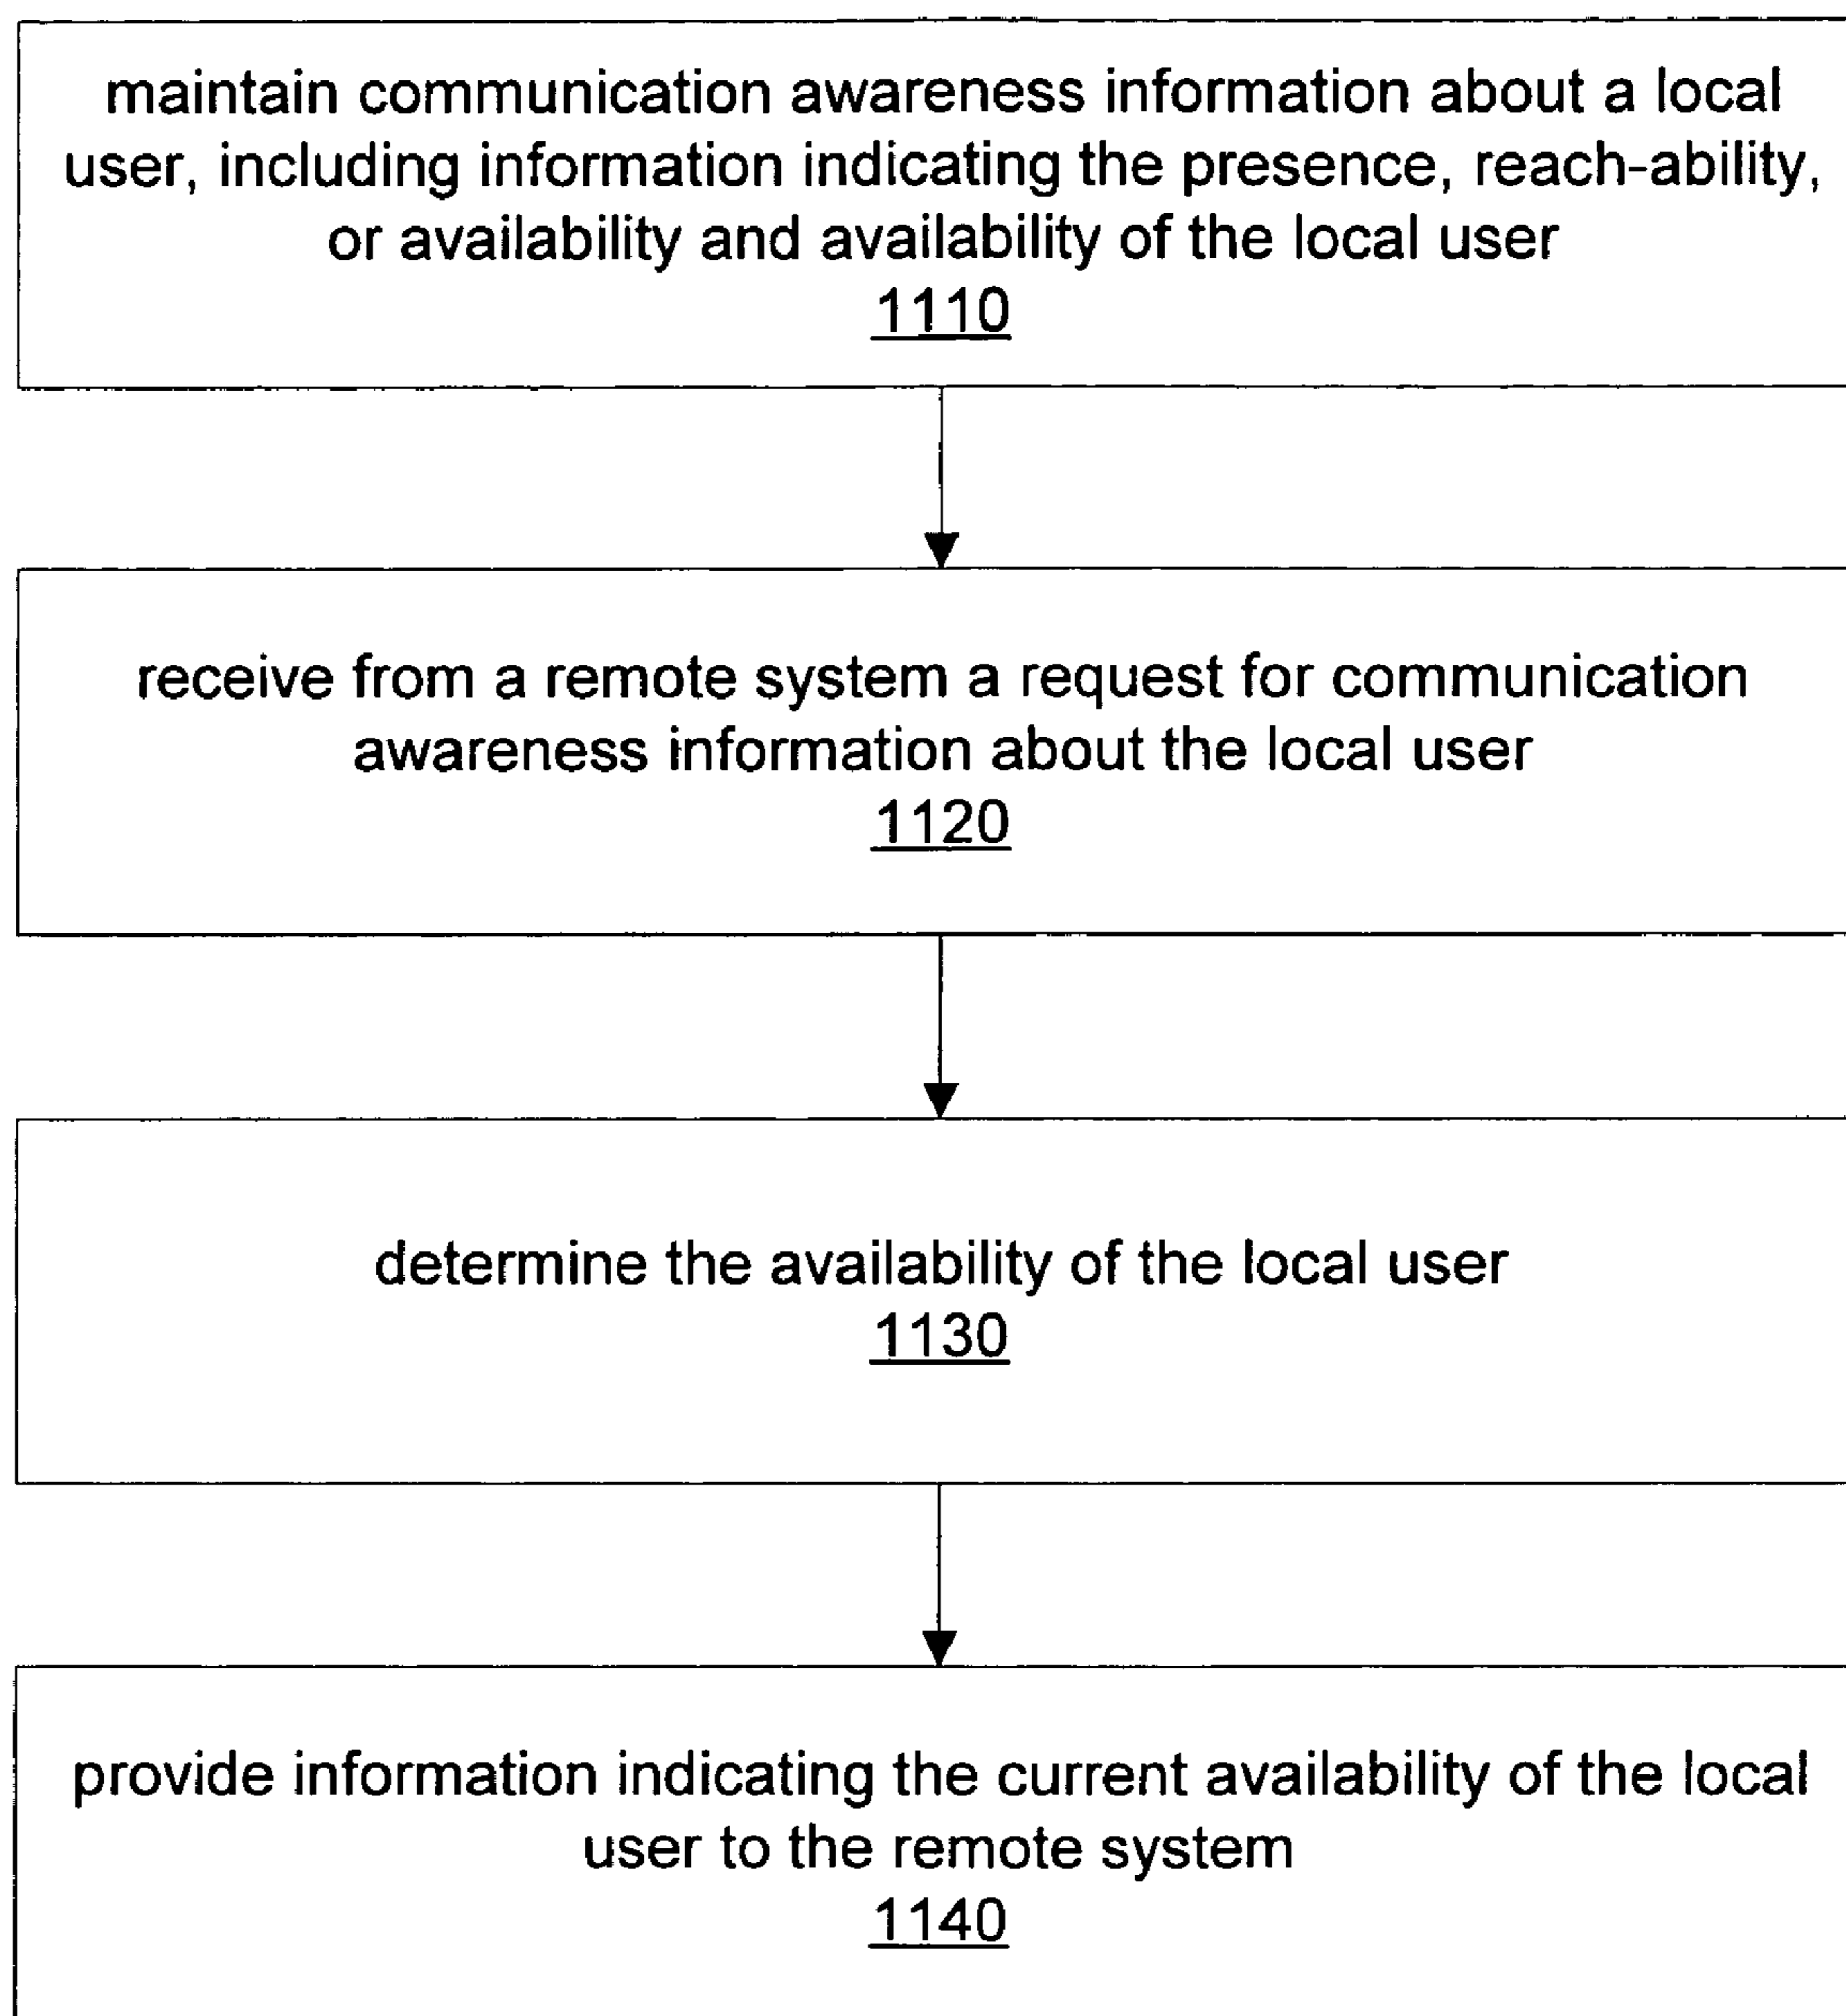 maintain communication awareness information about a local
user, including information indicating the presence, reach-ability,
or availability and availability of the local user
1110
receive from a remote system a request for communication
awareness information about the local user
1120
determine the availability of the local user
1130
provide information indicating the current availability of the local
user to the remote system
1140